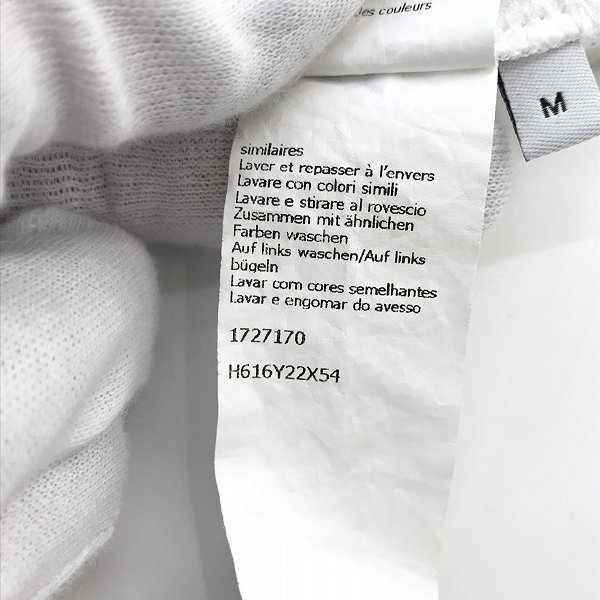 des couleurs
M
similaires
Laver et repasser à l'envers
Lavare con colori simili
Lavare e stirare al rovescio
Zusammen mit ähnlichen
Farben waschen
Auf links waschen/Auf links
bügeln
Lavar com cores semelhantes
Lavar e engomar do avesso
1727170
H616Y22X54